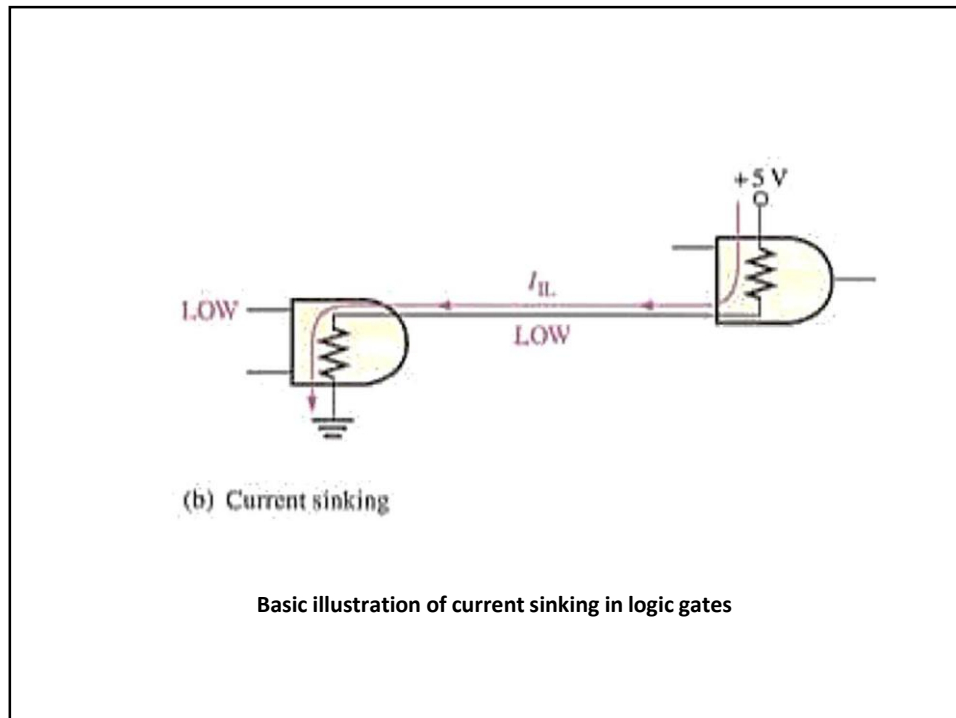 +5 V
I_IL
LOW
LOW
(b) Current sinking
Basic illustration of current sinking in logic gates